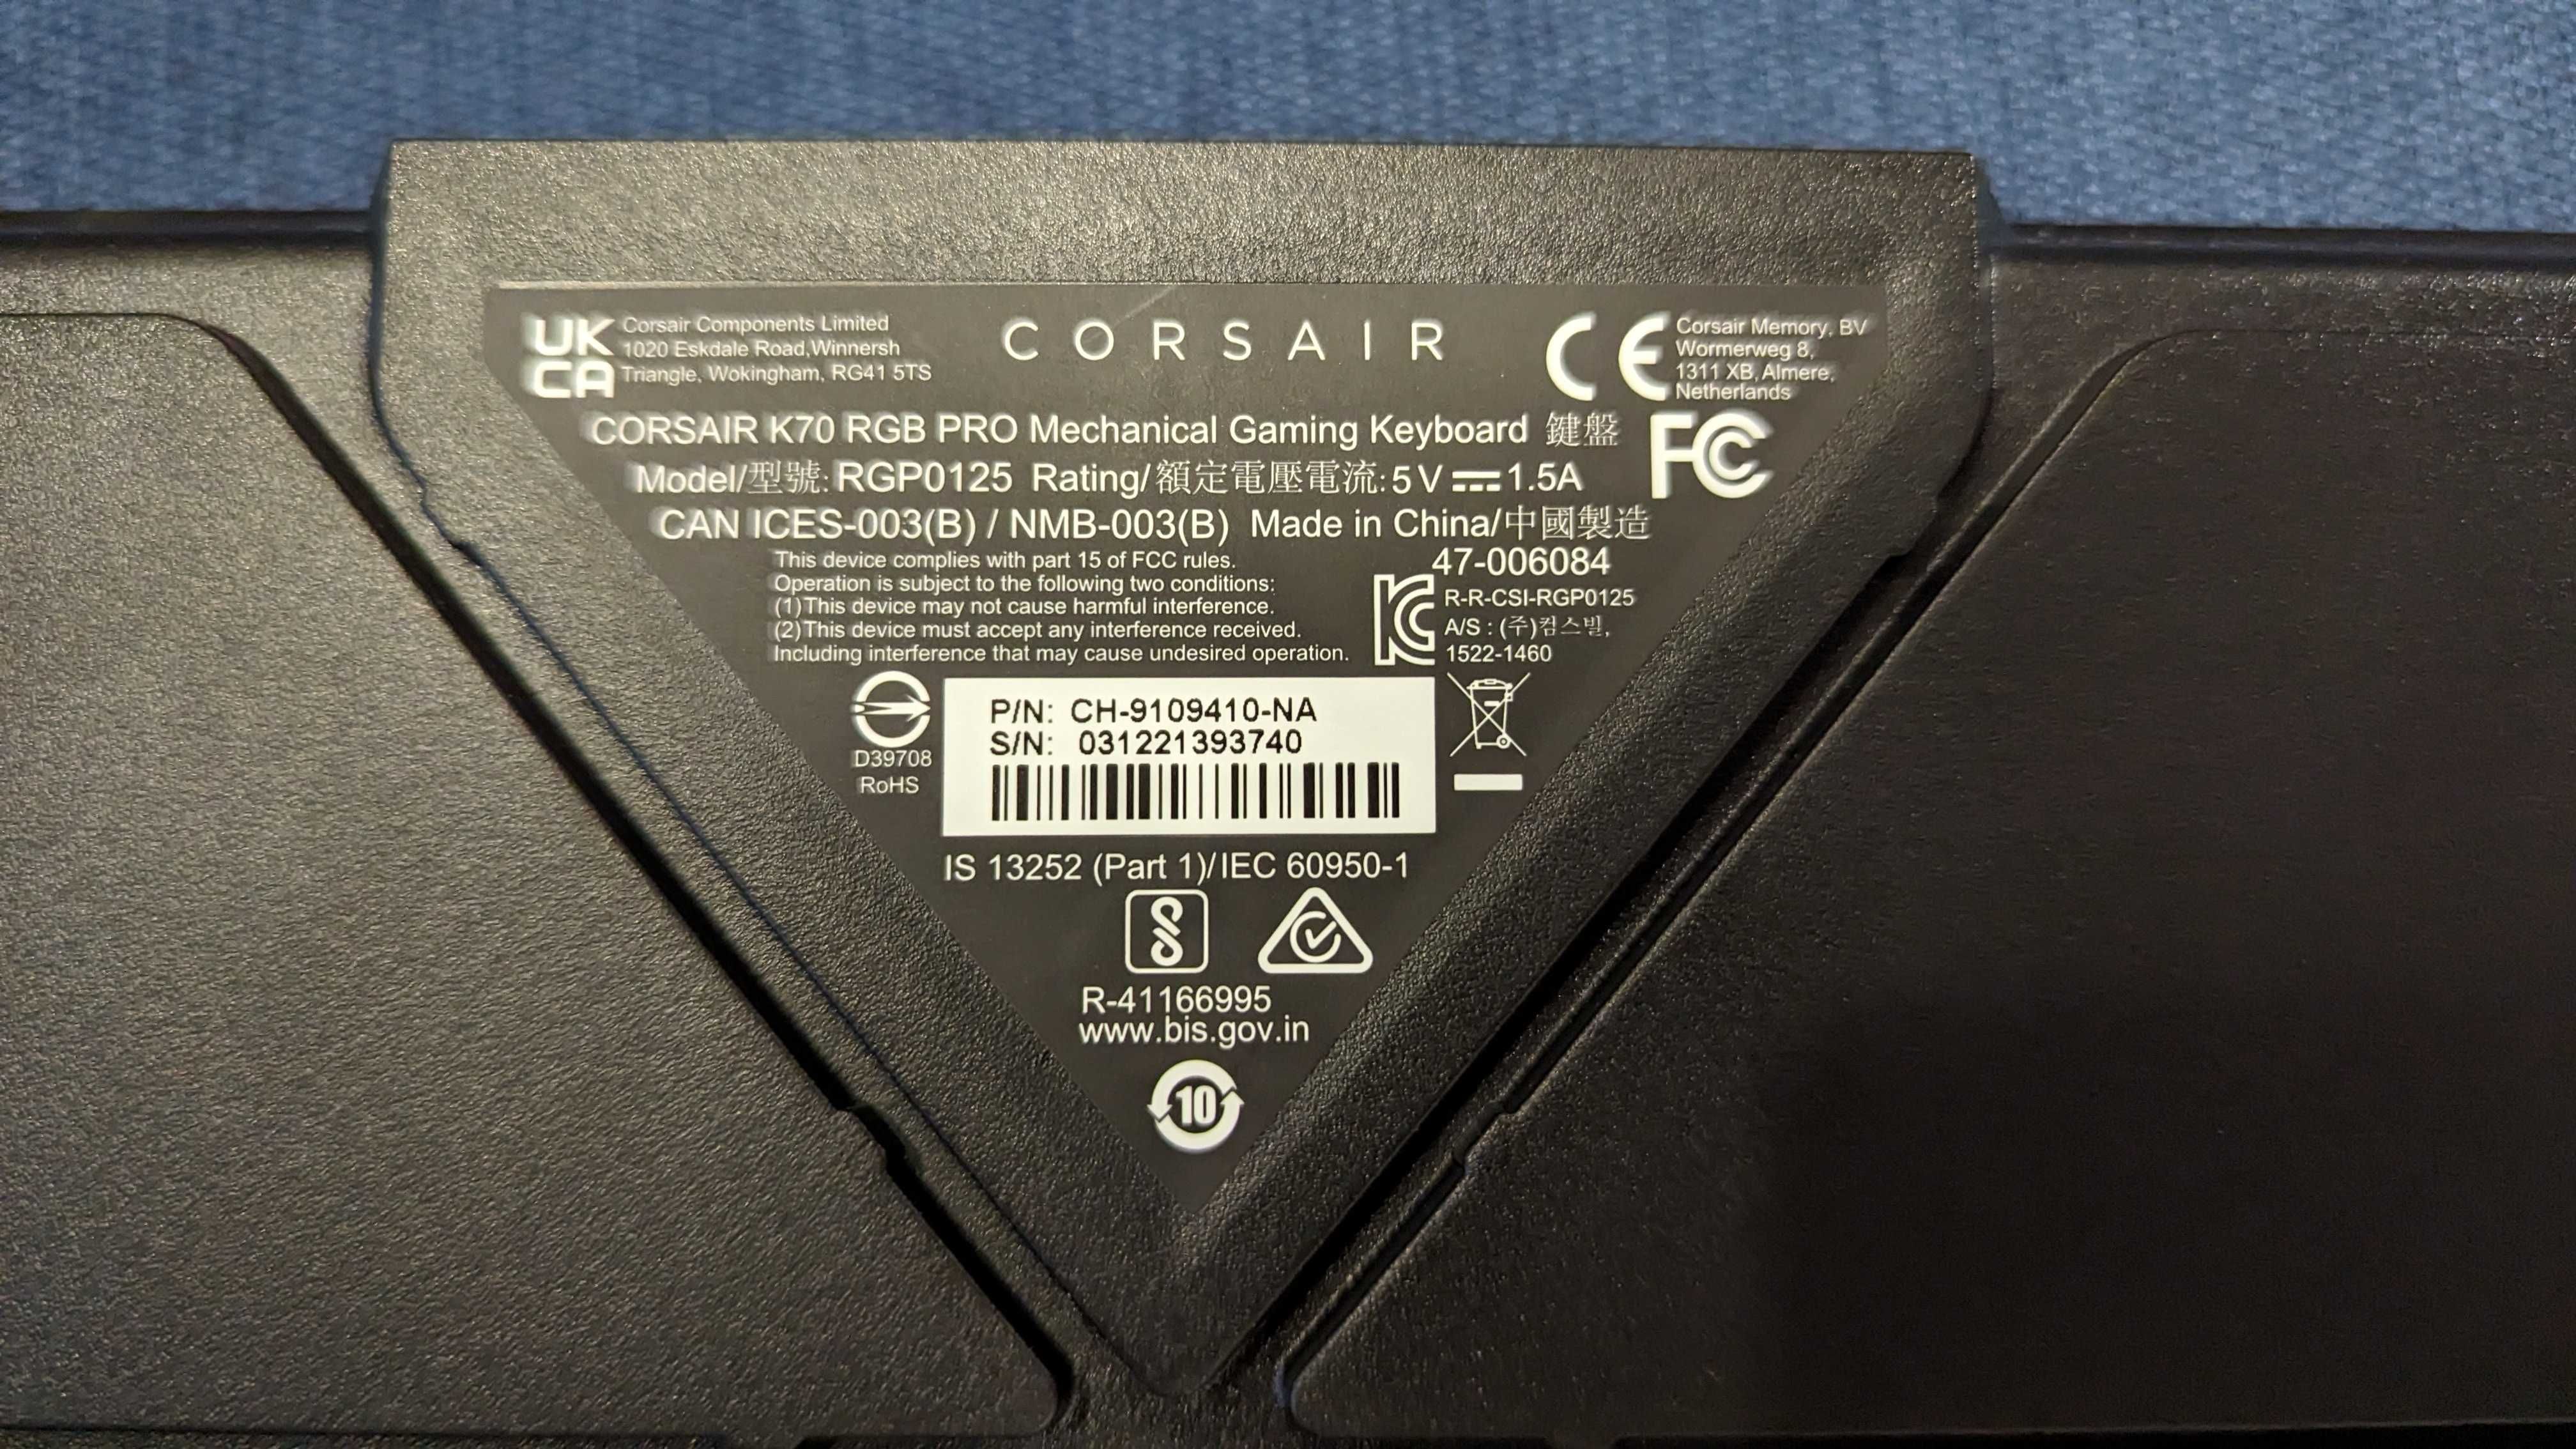 UK
CA
Corsair Components Limited
1020 Eskdale Road,Winnersh
Triangle, Wokingham, RG41 5TS
CORSAIR
CE
Corsair Memory, BV
Wormerweg 8,
1311 XB, Almere,
Netherlands
CORSAIR K70 RGB PRO Mechanical Gaming Keyboard 鍵盤
FC
Model/型號: RGP0125 Rating/額定電壓電流: 5 V ⎓ 1.5A
CAN ICES-003(B) / NMB-003(B) Made in China/中國製造
This device complies with part 15 of FCC rules.
Operation is subject to the following two conditions:
(1)This device may not cause harmful interference.
(2)This device must accept any interference received.
Including interference that may cause undesired operation.
47-006084
R-R-CSI-RGP0125
A/S : (주)컴스빌,
1522-1460
D39708
RoHS
P/N: CH-9109410-NA
S/N: 031221393740
IS 13252 (Part 1)/IEC 60950-1
R-41166995
www.bis.gov.in
10